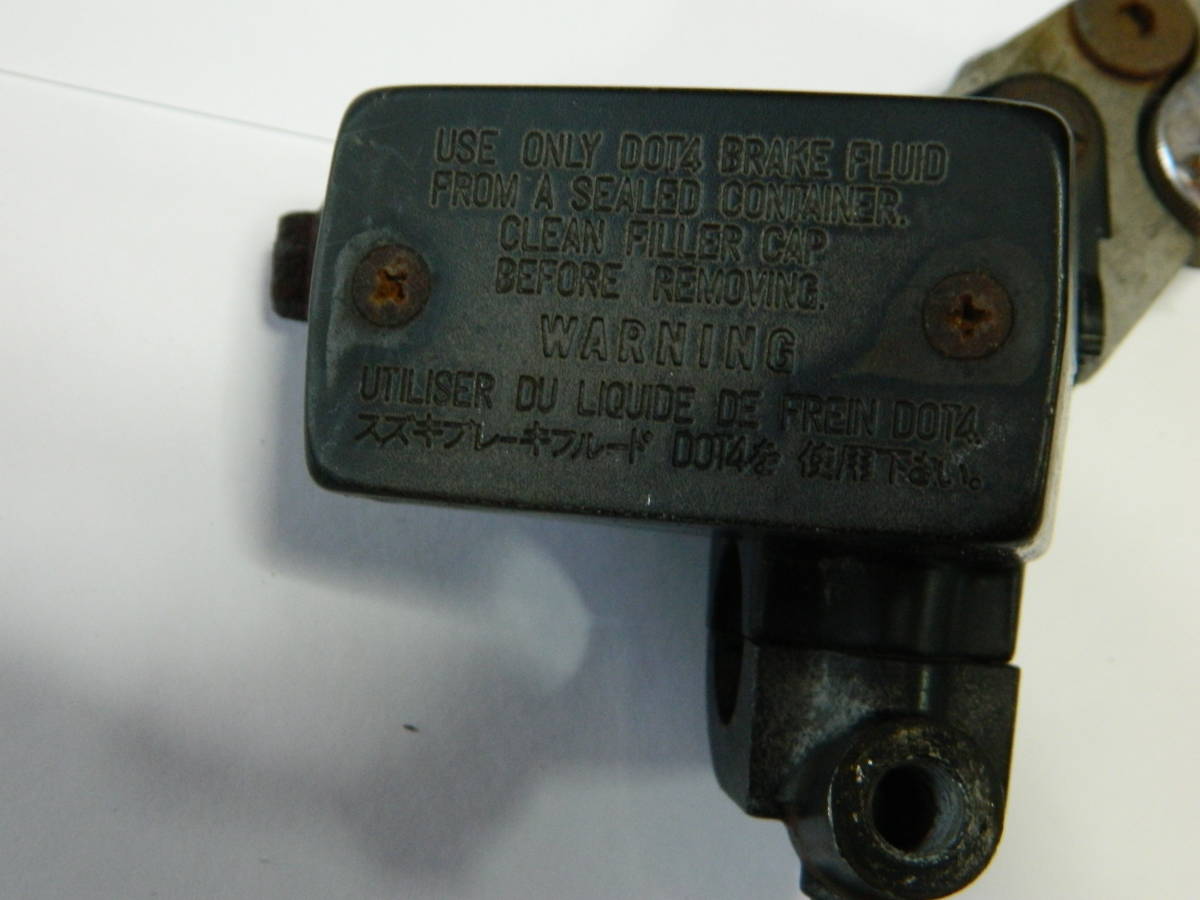 USE ONLY DOT4 BRAKE FLUID
FROM A SEALED CONTAINER.
CLEAN FILLER CAP
BEFORE REMOVING.
WARNING
UTILISER DU LIQUIDE DE FREIN DOT4.
スズキブレーキフルード DOT4を 使用下さい。